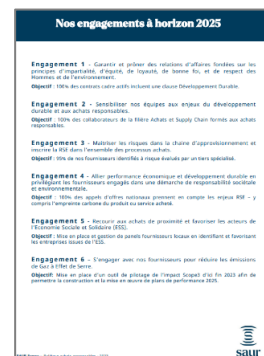 Nos engagements à horizon 2025
Engagement 1 - Garantir et prôner des relations d'affaires fondées sur les
principes d'impartialité, d'équité, de loyauté, de bonne foi, et de respect des
Hommes et de l'environnement.
Objectif : 100% des contrats cadre actifs incluent une clause Développement Durable.
Engagement 2 - Sensibiliser nos équipes aux enjeux du développement
durable et aux achats responsables.
Objectif : 100% des collaborateurs de la filière Achats et Supply Chain formés aux achats
responsables.
Engagement 3 - Maîtriser les risques dans la chaîne d'approvisionnement et
inscrire la RSE dans l'ensemble des processus achats.
Objectif : 95% de nos fournisseurs identifiés à risque évalués par un tiers spécialisé.
Engagement 4 - Allier performance économique et développement durable en
privilégiant les fournisseurs engagés dans une démarche de responsabilité sociétale
et environnementale.
Objectif : 100% des appels d'offres nationaux prennent en compte les enjeux RSE - y
compris l'empreinte carbone du produit ou service acheté.
Engagement 5 - Recourir aux achats de proximité et favoriser les acteurs de
l'Economie Sociale et Solidaire (ESS).
Objectif : Mise en place et gestion de panels fournisseurs locaux en identifiant et favorisant
les entreprises issues de l'ESS.
Engagement 6 - S'engager avec nos fournisseurs pour réduire les émissions
de Gaz à Effet de Serre.
Objectif: Mise en place d'un outil de pilotage de l'impact Scope3 d'ici fin 2023 afin de
permettre la construction et la mise en œuvre de plans de performance 2025.
saur